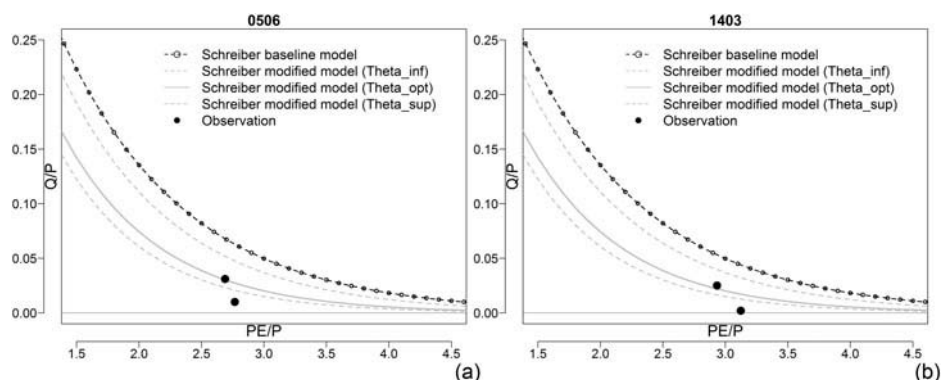 0506
0.25
0.20
0.15
0.10
0.05
0.00
Q/P
Schreiber baseline model
Schreiber modified model (Theta_inf)
Schreiber modified model (Theta_opt)
Schreiber modified model (Theta_sup)
Observation
PE/P
1.5 2.0 2.5 3.0 3.5 4.0 4.5
(a)
1403
0.25
0.20
0.15
0.10
0.05
0.00
Q/P
Schreiber baseline model
Schreiber modified model (Theta_inf)
Schreiber modified model (Theta_opt)
Schreiber modified model (Theta_sup)
Observation
PE/P
1.5 2.0 2.5 3.0 3.5 4.0 4.5
(b)